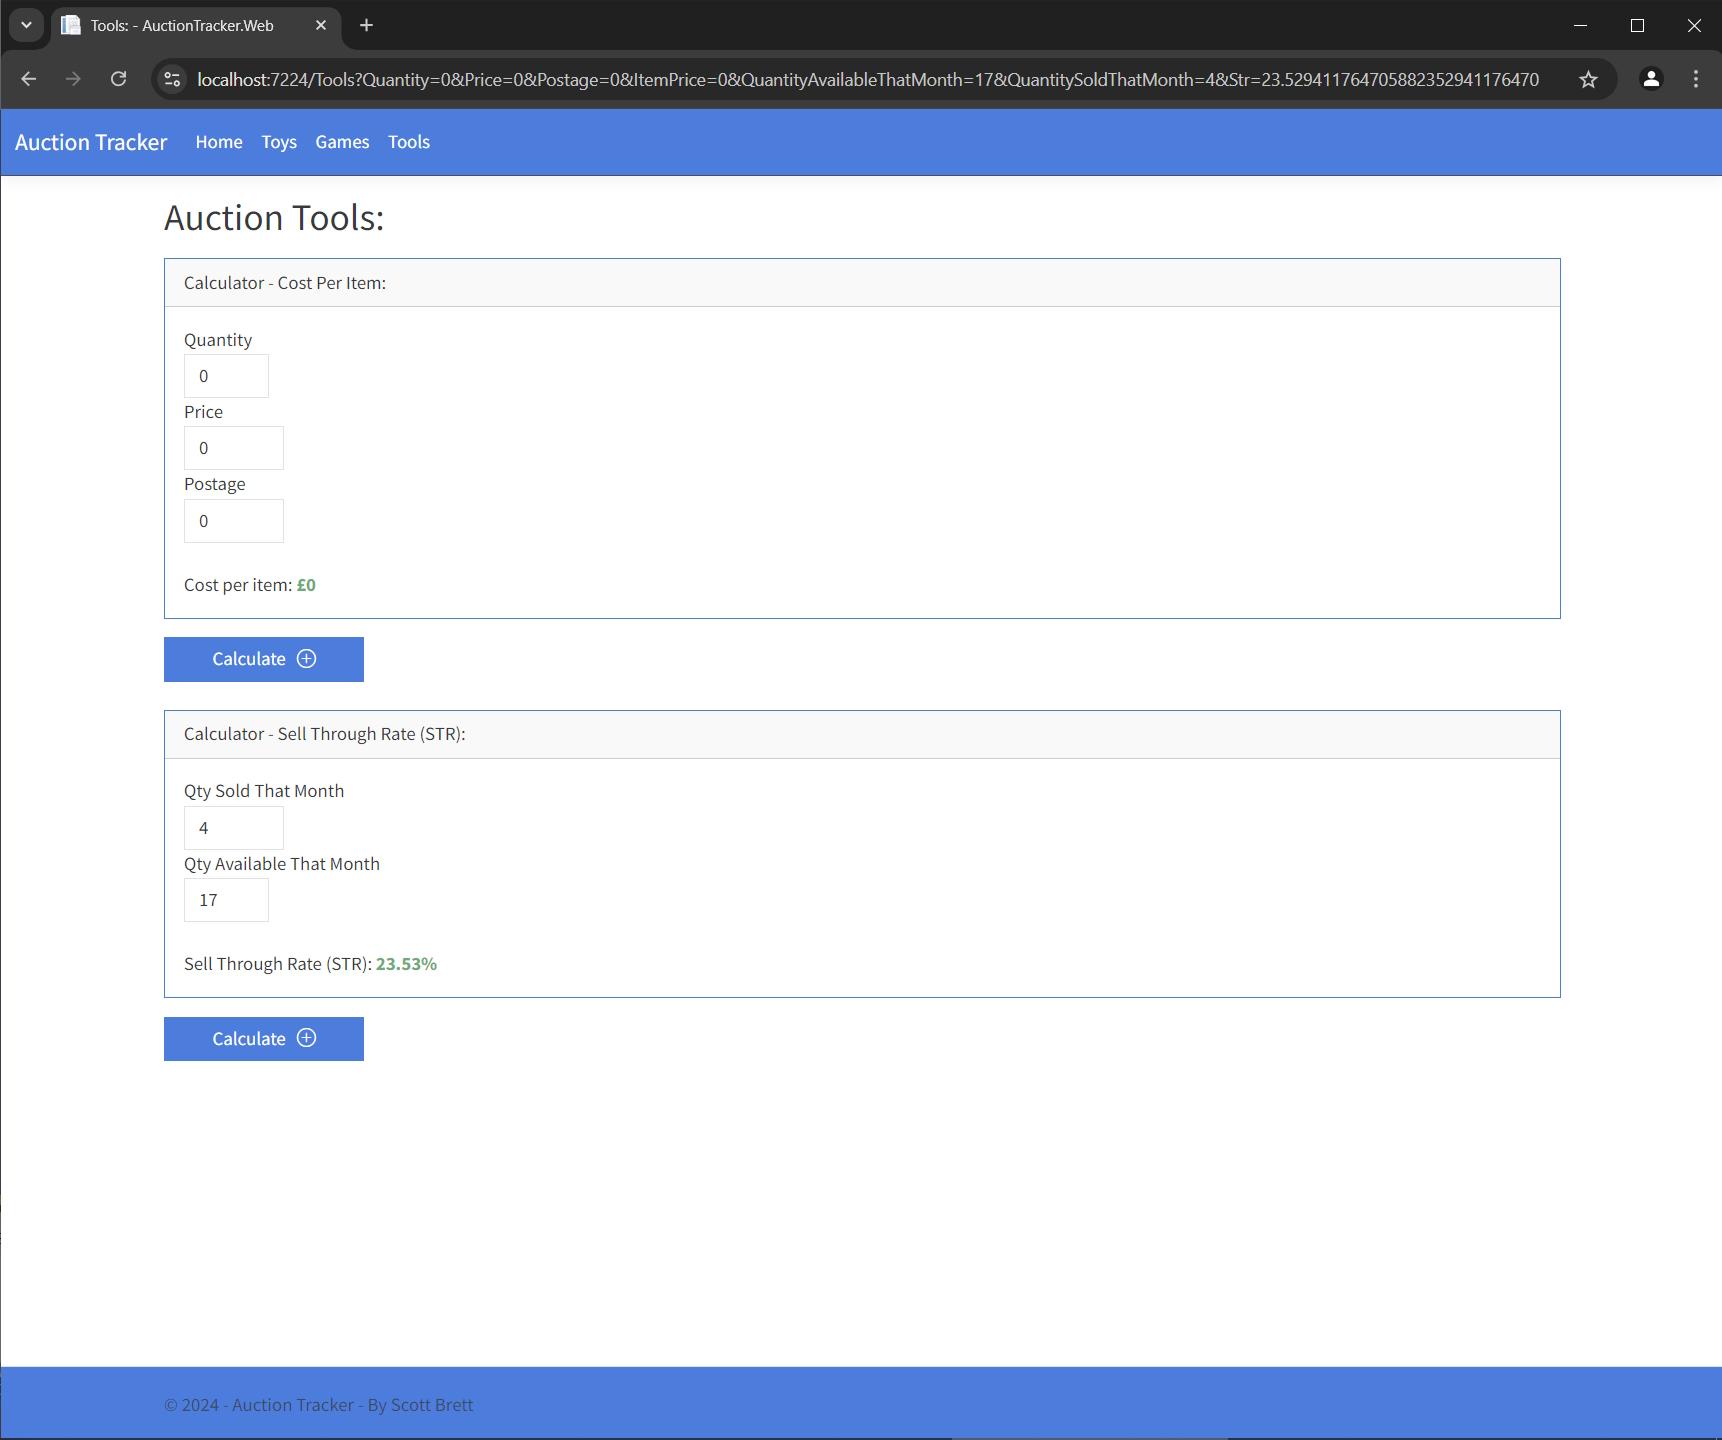 Tools: - AuctionTracker.Web
localhost:7224/Tools?Quantity=0&Price=0&Postage=0&ItemPrice=0&QuantityAvailableThatMonth=17&QuantitySoldThatMonth=4&Str=23.529411764705882352941176470
Auction Tracker Home Toys Games Tools
Auction Tools:
Calculator - Cost Per Item:
Quantity
0
Price
0
Postage
0
Cost per item: £0
Calculate
Calculator - Sell Through Rate (STR):
Qty Sold That Month
4
Qty Available That Month
17
Sell Through Rate (STR): 23.53%
Calculate
© 2024 - Auction Tracker - By Scott Brett